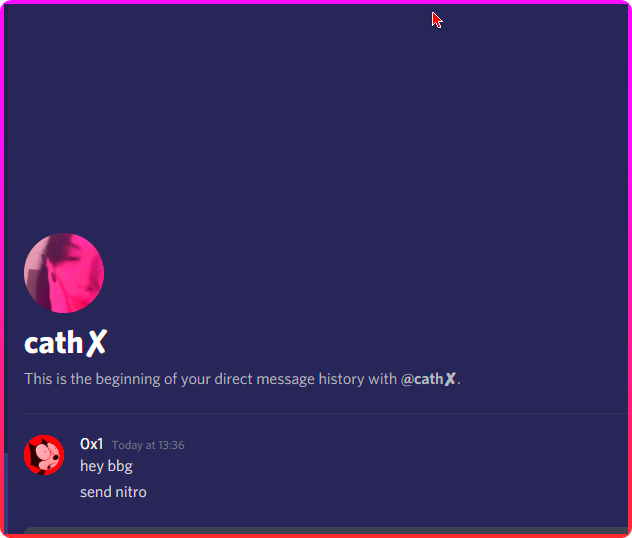 cath✗
This is the beginning of your direct message history with @cath✗.
0x1 Today at 13:36
hey bbg
send nitro